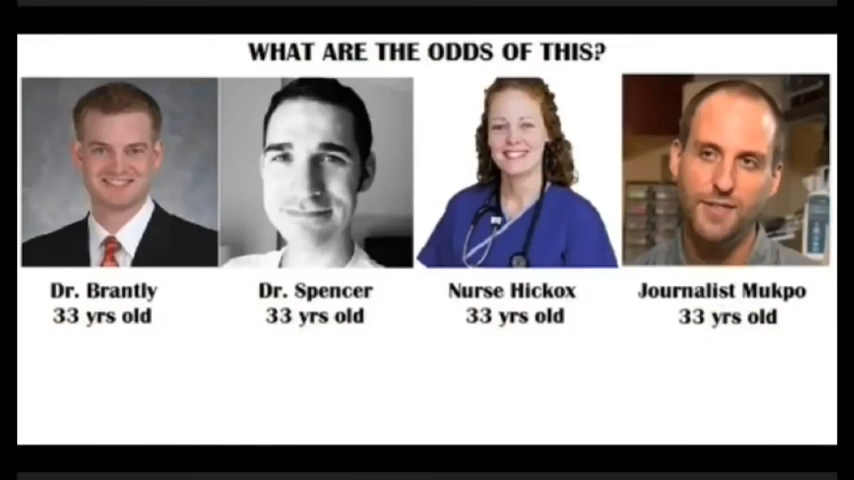 WHAT ARE THE ODDS OF THIS?
Dr. Brantly
33 yrs old
Dr. Spencer
33 yrs old
Nurse Hickox
33 yrs old
Journalist Mukpo
33 yrs old